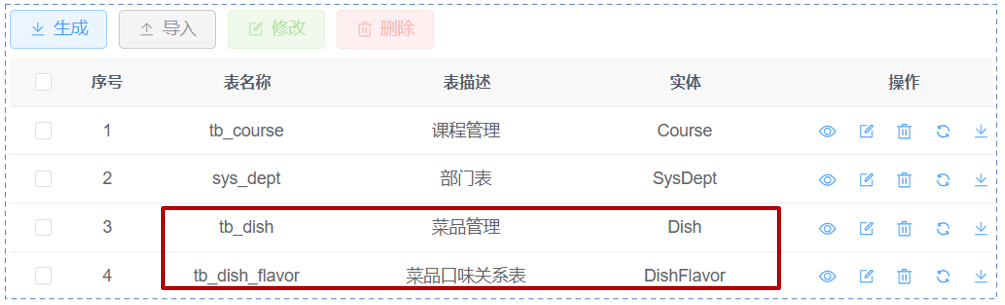 生成 导入 修改 删除
序号 表名称 表描述 实体 操作
1 tb_course 课程管理 Course
2 sys_dept 部门表 SysDept
3 tb_dish 菜品管理 Dish
4 tb_dish_flavor 菜品口味关系表 DishFlavor